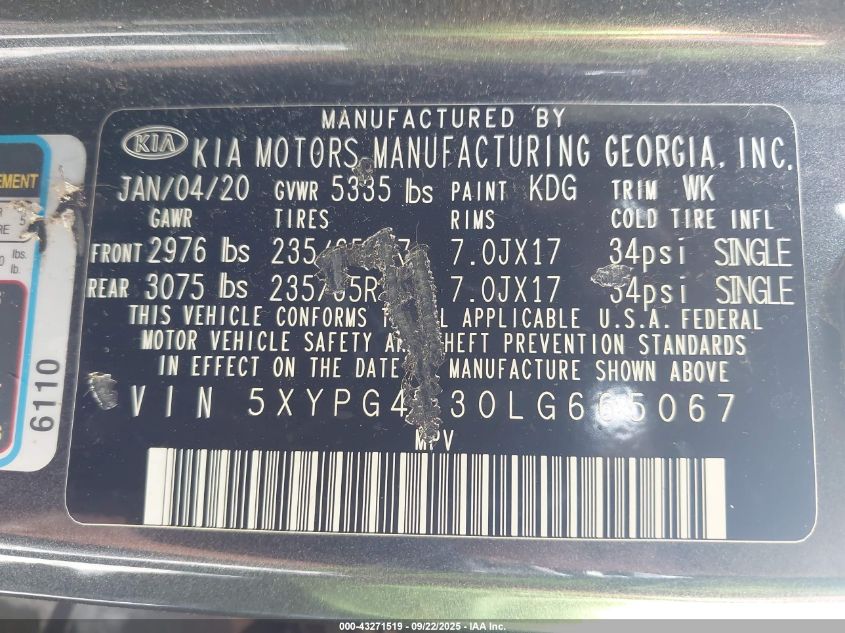 MANUFACTURED BY
KIA KIA MOTORS MANUFACTURING GEORGIA, INC.
JAN/04/20 GVWR 5335 lbs PAINT KDG TRIM WK
GAWR TIRES RIMS COLD TIRE INFL
FRONT 2976 lbs 7.0JX17 34psi SINGLE
REAR 3075 lbs 7.0JX17 34psi SINGLE
THIS VEHICLE CONFORMS APPLICABLE U.S.A. FEDERAL
MOTOR VEHICLE SAFETY PREVENTION STANDARDS
IN EFFECT ON THE DATE MANUFACTURE SHOWN ABOVE
VIN
MPV
6110
000-43271519 - 09/22/2025 - IAA Inc.